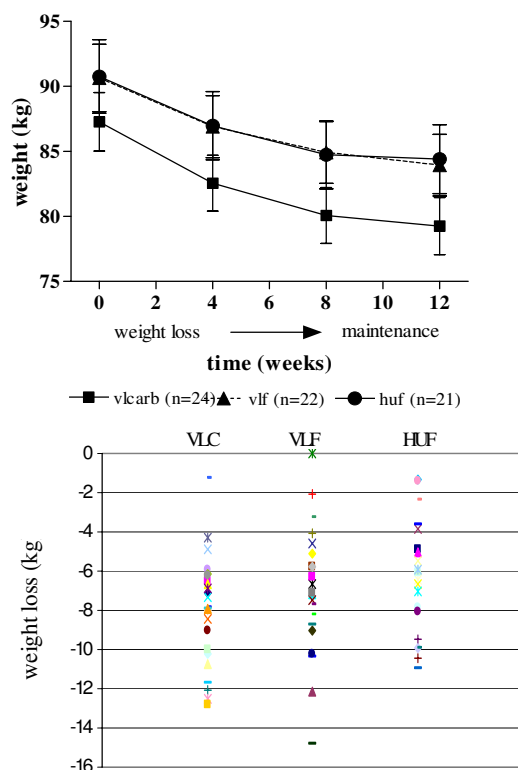 95
90
85
80
75
weight (kg)
0 2 4 6 8 10 12
weight loss maintenance
time (weeks)
vlcarb (n=24) vlf (n=22) huf (n=21)
VLC VLF HUF
0
-2
-4
-6
-8
-10
-12
-14
-16
weight loss (kg